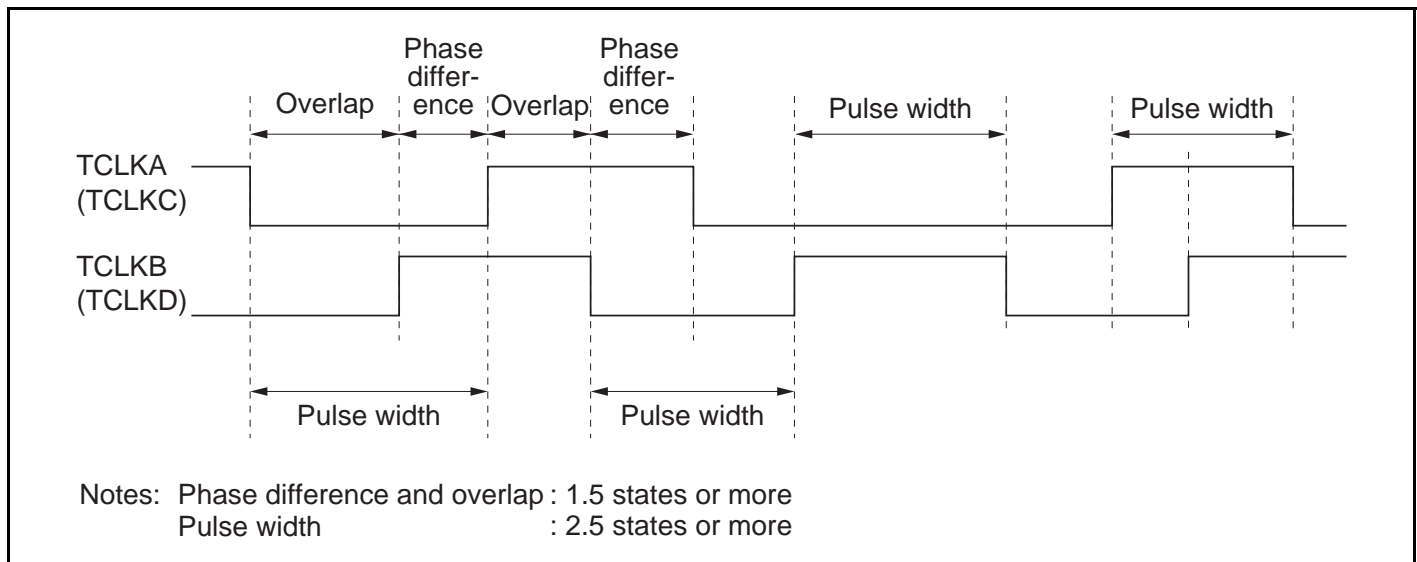 Phase
differ-
ence
Phase
differ-
ence
Overlap
Overlap
Pulse width
Pulse width
TCLKA
(TCLKC)
TCLKB
(TCLKD)
Pulse width
Pulse width
Notes: Phase difference and overlap : 1.5 states or more
Pulse width : 2.5 states or more